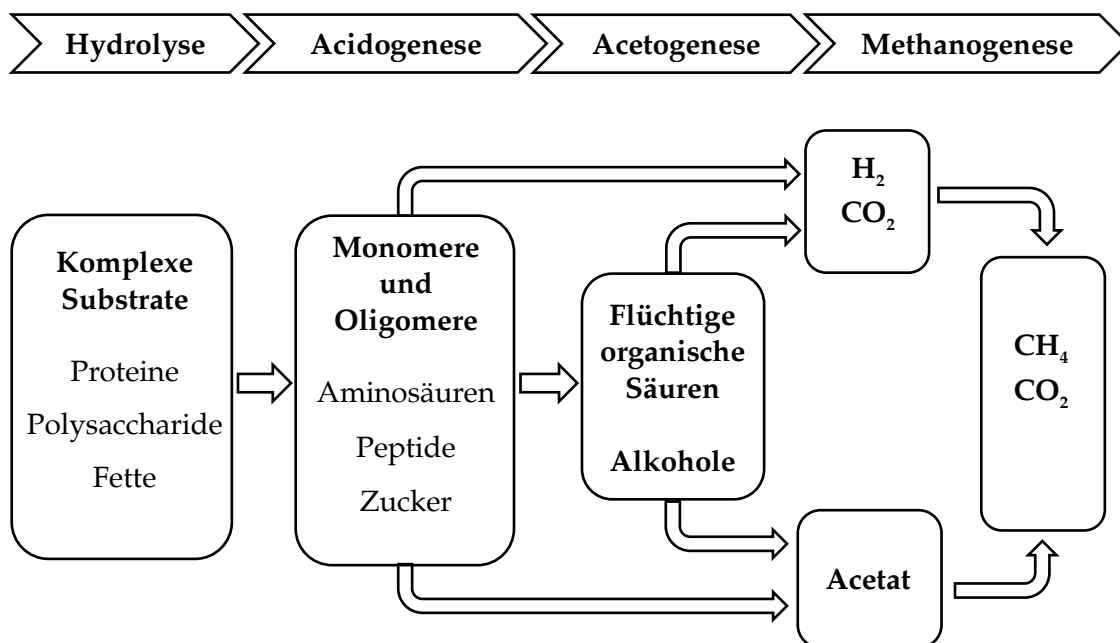 Hydrolyse
Acidogenese
Acetogenese
Methanogenese
Komplexe
Substrate
Proteine
Polysaccharide
Fette
Monomere
und
Oligomere
Aminosäuren
Peptide
Zucker
Flüchtige
organische
Säuren
Alkohole
H₂
CO₂
Acetat
CH₄
CO₂